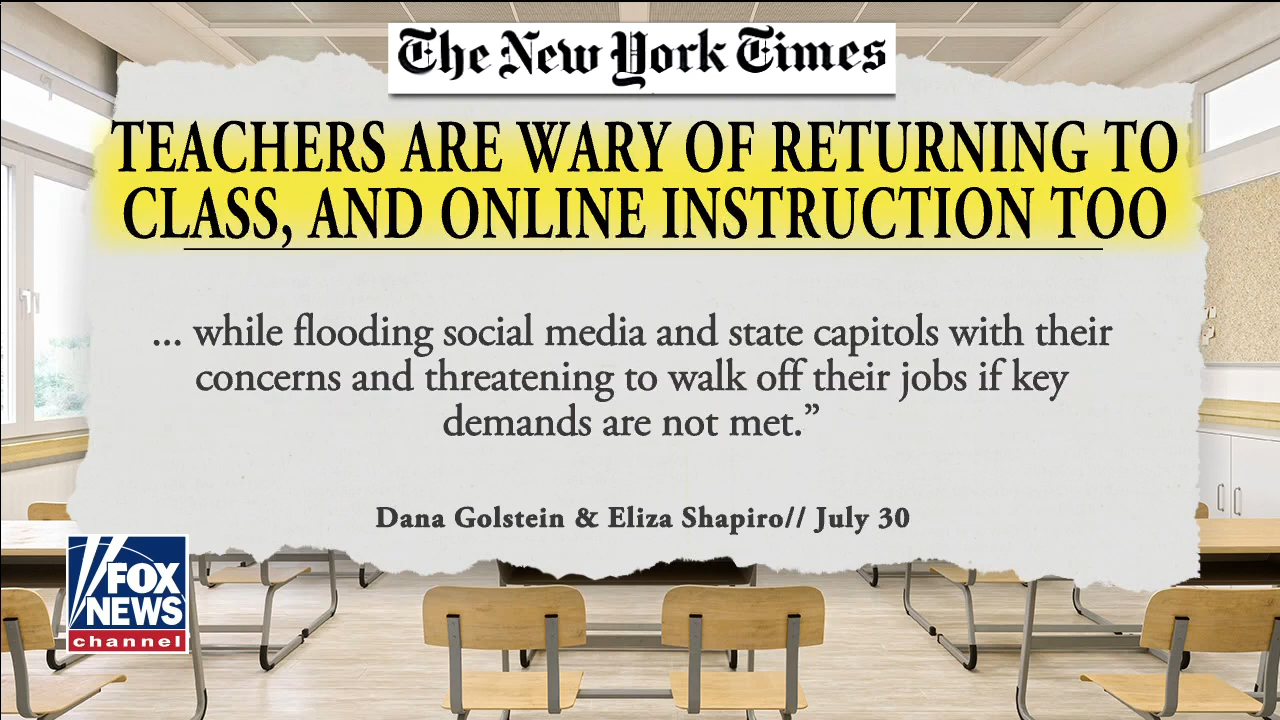 The New York Times
TEACHERS ARE WARY OF RETURNING TO
CLASS, AND ONLINE INSTRUCTION TOO
... while flooding social media and state capitols with their
concerns and threatening to walk off their jobs if key
demands are not met.”
Dana Golstein & Eliza Shapiro// July 30
FOX
NEWS
channel